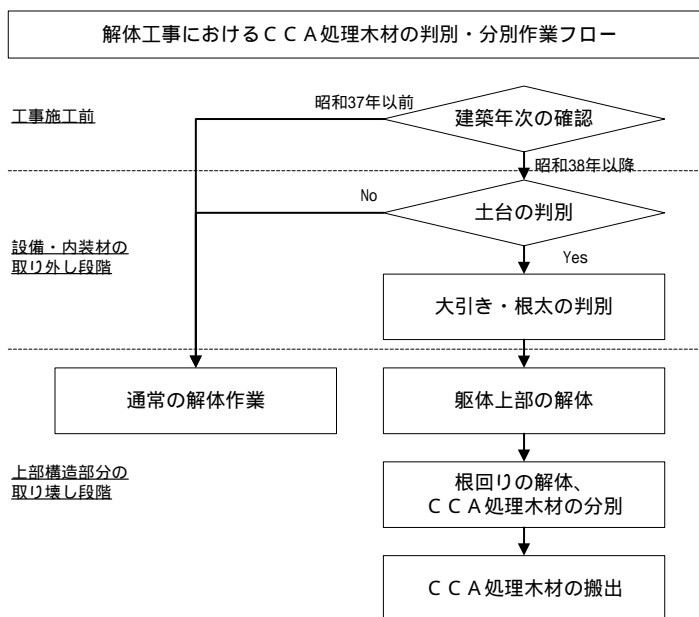 解体工事におけるＣＣＡ処理木材の判別・分別作業フロー
昭和37年以前
工事施工前
建築年次の確認
昭和38年以降
No
土台の判別
設備・内装材の
取り外し段階
Yes
大引き・根太の判別
通常の解体作業
躯体上部の解体
上部構造部分の
取り壊し段階
根回りの解体、
ＣＣＡ処理木材の分別
ＣＣＡ処理木材の搬出